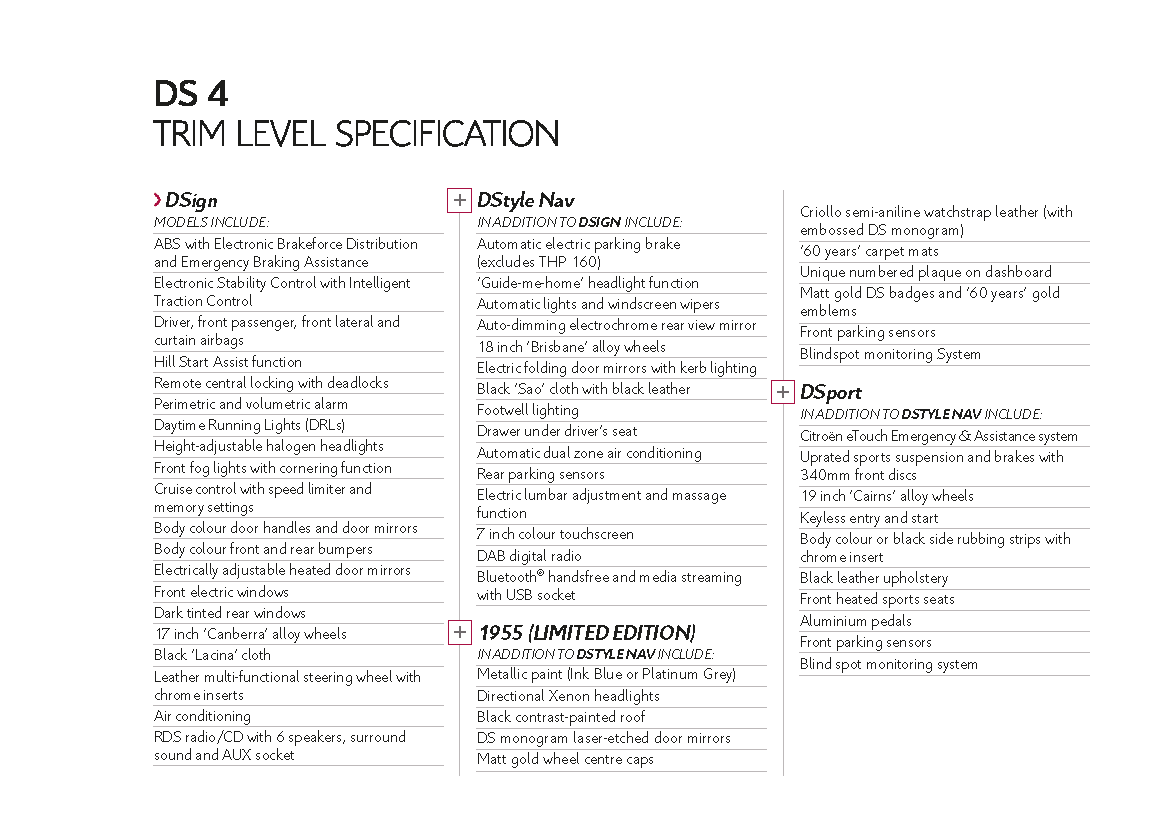 DS 4
TRIM LEVEL SPECIFICATION
DSign
MODELS INCLUDE:
ABS with Electronic Brakeforce Distribution
and Emergency Braking Assistance
Electronic Stability Control with Intelligent
Traction Control
Driver, front passenger, front lateral and
curtain airbags
Hill Start Assist function
Remote central locking with deadlocks
Perimetric and volumetric alarm
Daytime Running Lights (DRLs)
Height-adjustable halogen headlights
Front fog lights with cornering function
Cruise control with speed limiter and
memory settings
Body colour door handles and door mirrors
Body colour front and rear bumpers
Electrically adjustable heated door mirrors
Front electric windows
Dark tinted rear windows
17 inch ‘Canberra’ alloy wheels
Black ‘Lacina’ cloth
Leather multi-functional steering wheel with
chrome inserts
Air conditioning
RDS radio/CD with 6 speakers, surround
sound and AUX socket
+ DStyle Nav
IN ADDITION TO DSIGN INCLUDE:
Automatic electric parking brake
(excludes THP 160)
‘Guide-me-home’ headlight function
Automatic lights and windscreen wipers
Auto-dimming electrochrome rear view mirror
18 inch ‘Brisbane’ alloy wheels
Electric folding door mirrors with kerb lighting
Black ‘Sao’ cloth with black leather
Footwell lighting
Drawer under driver’s seat
Automatic dual zone air conditioning
Rear parking sensors
Electric lumbar adjustment and massage
function
7 inch colour touchscreen
DAB digital radio
Bluetooth® handsfree and media streaming
with USB socket
+ 1955 (LIMITED EDITION)
IN ADDITION TO DSTYLE NAV INCLUDE:
Metallic paint (Ink Blue or Platinum Grey)
Directional Xenon headlights
Black contrast-painted roof
DS monogram laser-etched door mirrors
Matt gold wheel centre caps
Criollo semi-aniline watchstrap leather (with
embossed DS monogram)
‘60 years’ carpet mats
Unique numbered plaque on dashboard
Matt gold DS badges and ‘60 years’ gold
emblems
Front parking sensors
Blindspot monitoring System
+ DSport
IN ADDITION TO DSTYLE NAV INCLUDE:
Citroën eTouch Emergency & Assistance system
Uprated sports suspension and brakes with
340mm front discs
19 inch ‘Cairns’ alloy wheels
Keyless entry and start
Body colour or black side rubbing strips with
chrome insert
Black leather upholstery
Front heated sports seats
Aluminium pedals
Front parking sensors
Blind spot monitoring system